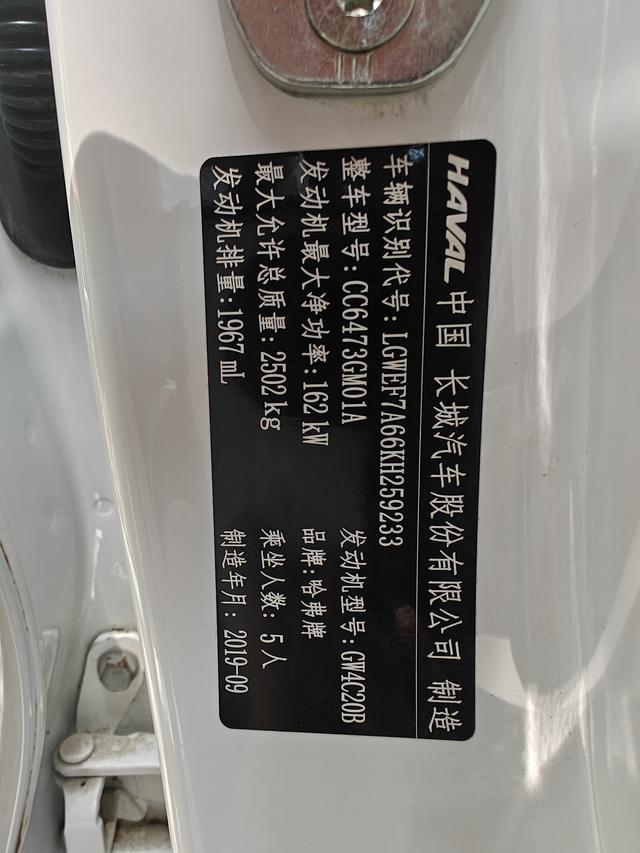 HAVAL 中国 长城汽车股份有限公司 制造
车辆识别代号: LGWEF7A66KH259233
整车型号: CC6473GM01A 发动机型号: GW4C20B
发动机最大净功率: 162 kW 品牌: 哈弗牌
最大允许总质量: 2502 kg 乘坐人数: 5 人
发动机排量: 1967 mL 制造年月: 2019-09